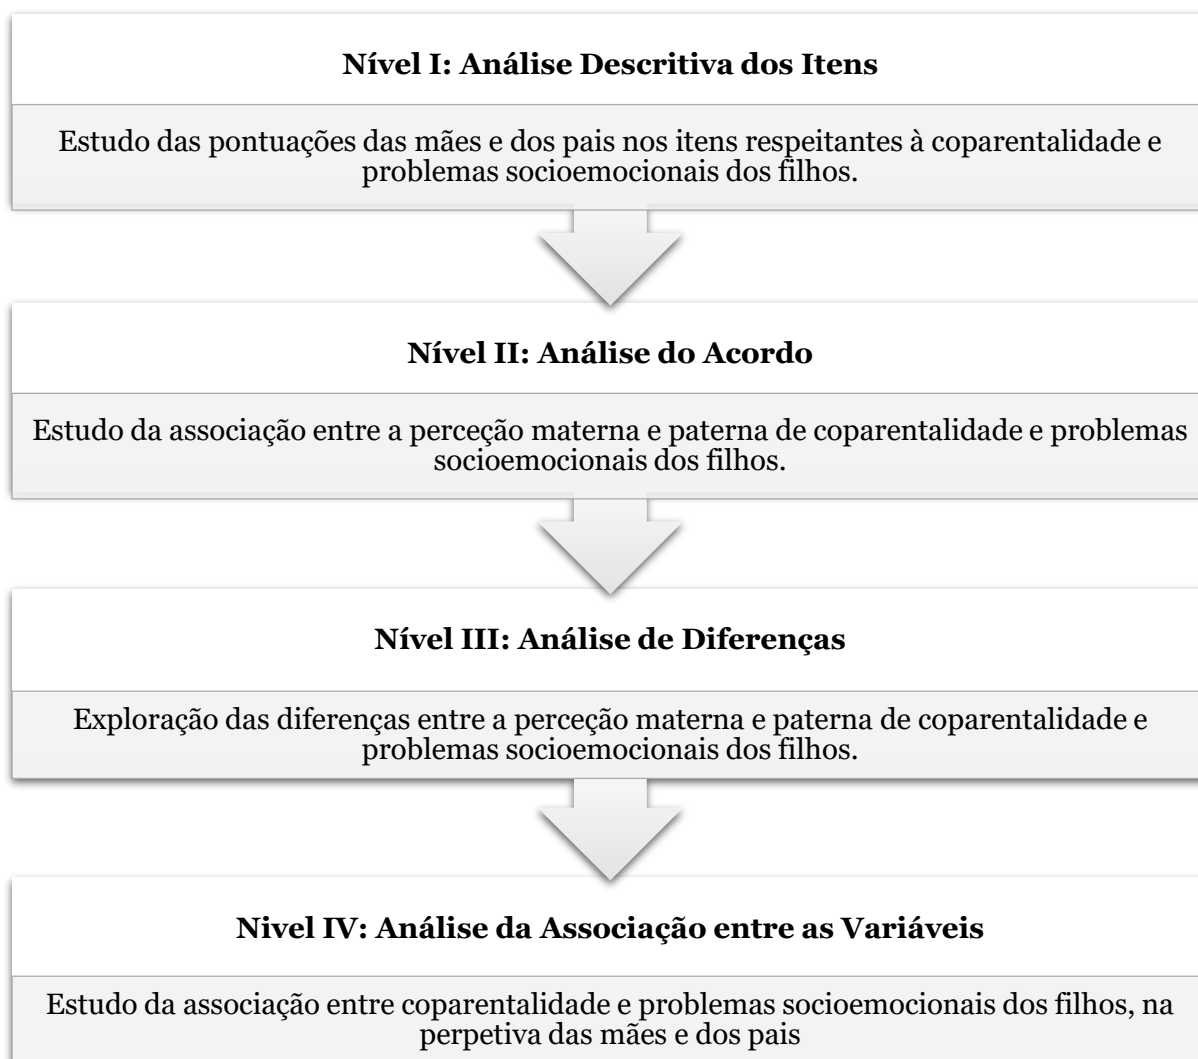 Nível I: Análise Descritiva dos Itens
Estudo das pontuações das mães e dos pais nos itens respeitantes à coparentalidade e
problemas socioemocionais dos filhos.
Nível II: Análise do Acordo
Estudo da associação entre a perceção materna e paterna de coparentalidade e problemas
socioemocionais dos filhos.
Nível III: Análise de Diferenças
Exploração das diferenças entre a perceção materna e paterna de coparentalidade e
problemas socioemocionais dos filhos.
Nivel IV: Análise da Associação entre as Variáveis
Estudo da associação entre coparentalidade e problemas socioemocionais dos filhos, na
perpetiva das mães e dos pais